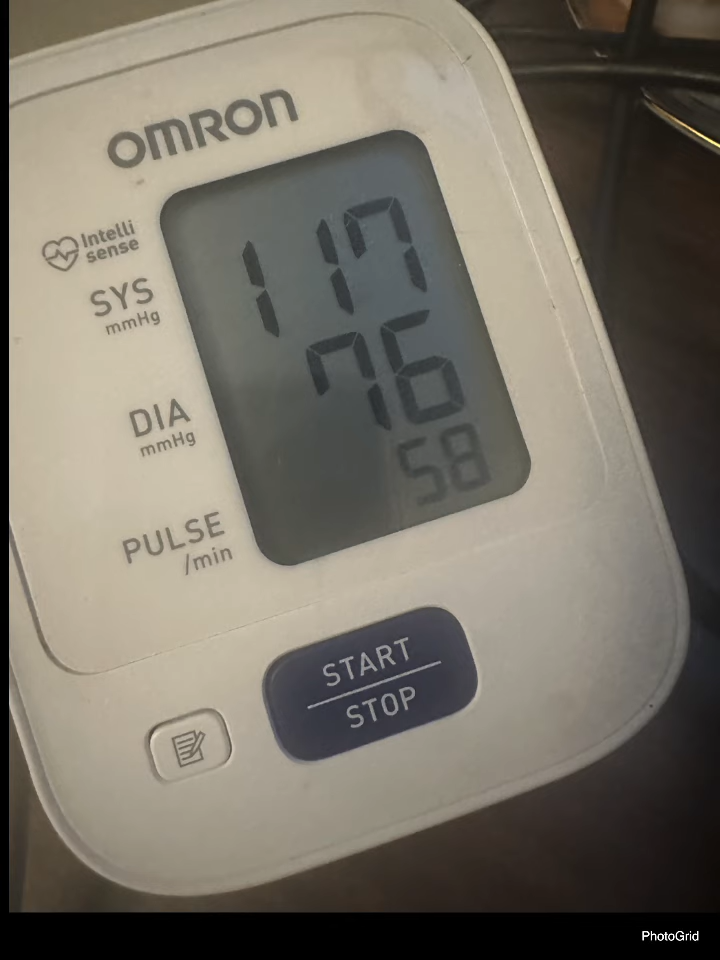 OMRON
Intelli
sense
SYS
mmHg
117
DIA
mmHg
76
PULSE
/min
58
START
STOP
PhotoGrid